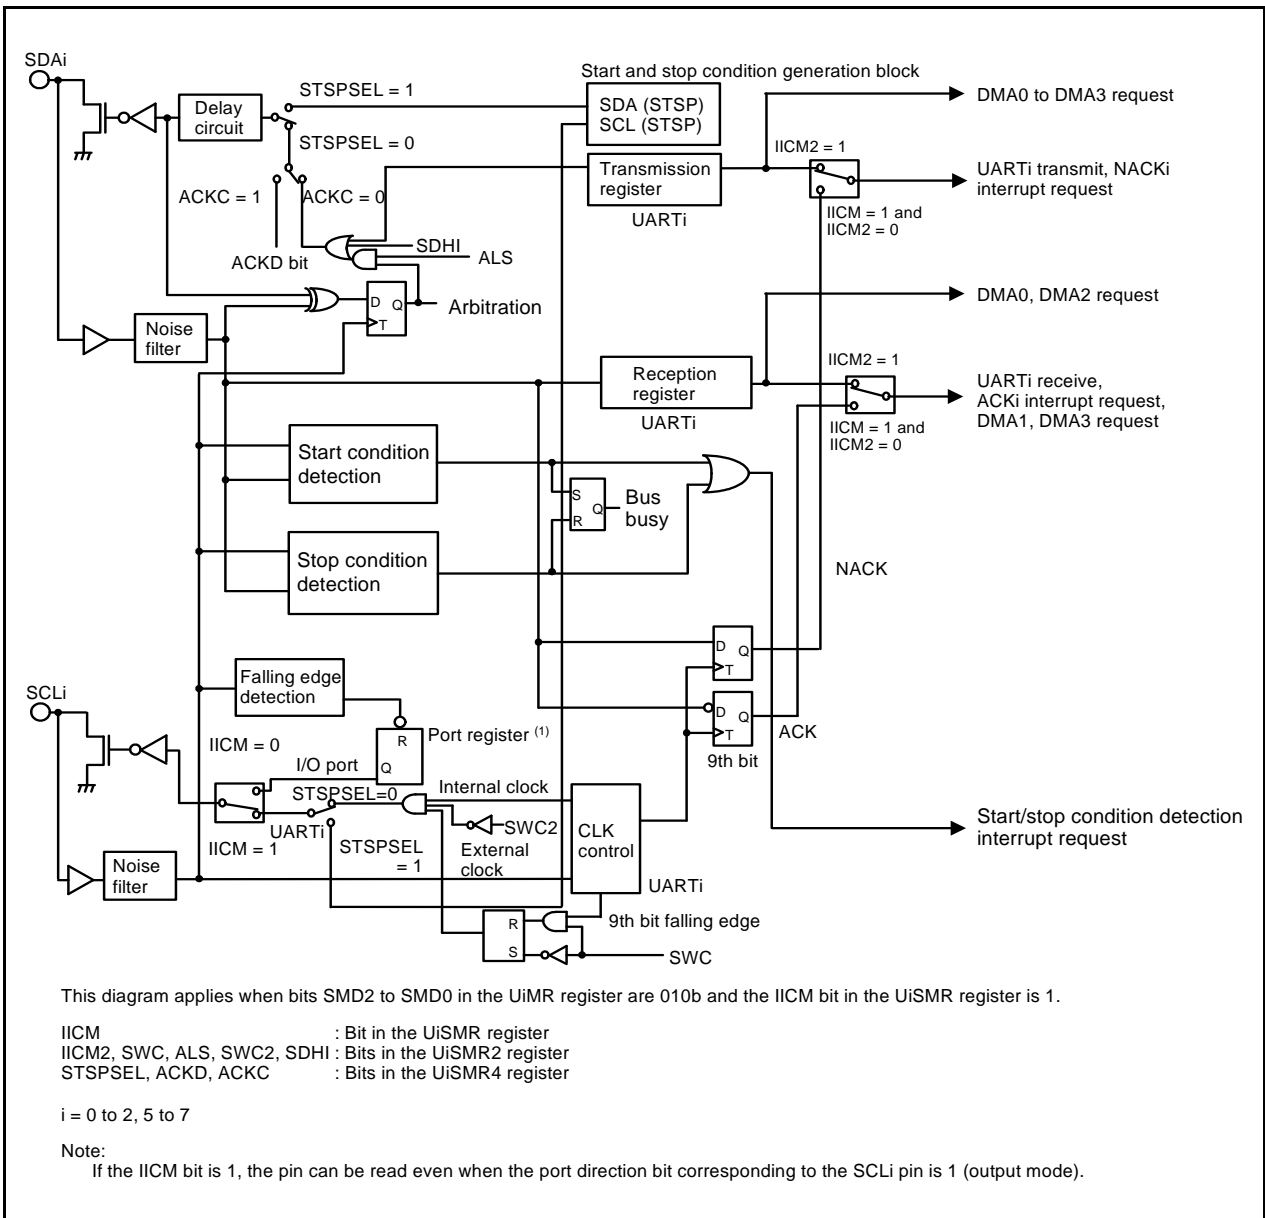 SDAi
Start and stop condition generation block
STSPSEL = 1
Delay
circuit
SDA (STSP)
SCL (STSP)
DMA0 to DMA3 request
STSPSEL = 0
IICM2 = 1
Transmission
register
UARTi
UARTi transmit, NACKi
interrupt request
ACKC = 1
ACKC = 0
IICM = 1 and
IICM2 = 0
SDHI
ALS
ACKD bit
D
Q
T
Arbitration
DMA0, DMA2 request
Noise
filter
IICM2 = 1
Reception
register
UARTi
UARTi receive,
ACKi interrupt request,
DMA1, DMA3 request
IICM = 1 and
IICM2 = 0
Start condition
detection
S
R
Q
Bus
busy
Stop condition
detection
NACK
D
Q
T
Falling edge
detection
SCLi
D
Q
T
ACK
9th bit
R
Q
Port register (1)
IICM = 0
I/O port
STSPSEL=0
Internal clock
UARTi
SWC2
CLK
control
Start/stop condition detection
interrupt request
IICM = 1
STSPSEL
= 1
External
clock
Noise
filter
UARTi
R
S
9th bit falling edge
SWC
This diagram applies when bits SMD2 to SMD0 in the UiMR register are 010b and the IICM bit in the UiSMR register is 1.
IICM : Bit in the UiSMR register
IICM2, SWC, ALS, SWC2, SDHI : Bits in the UiSMR2 register
STSPSEL, ACKD, ACKC : Bits in the UiSMR4 register
i = 0 to 2, 5 to 7
Note:
If the IICM bit is 1, the pin can be read even when the port direction bit corresponding to the SCLi pin is 1 (output mode).